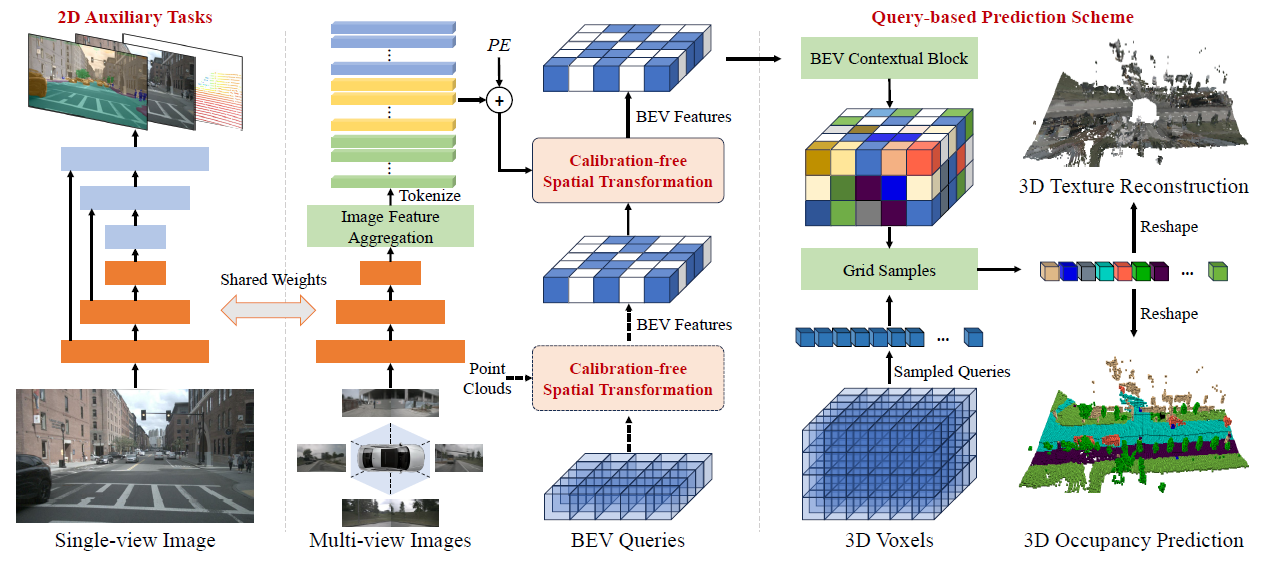 2D Auxiliary Tasks
Shared Weights
Single-view Image
PE
+
Tokenize
Image Feature
Aggregation
Multi-view Images
BEV Features
Calibration-free
Spatial Transformation
BEV Features
Point
Clouds
Calibration-free
Spatial Transformation
BEV Queries
Query-based Prediction Scheme
BEV Contextual Block
Grid Samples
Sampled Queries
3D Voxels
3D Texture Reconstruction
Reshape
Reshape
3D Occupancy Prediction